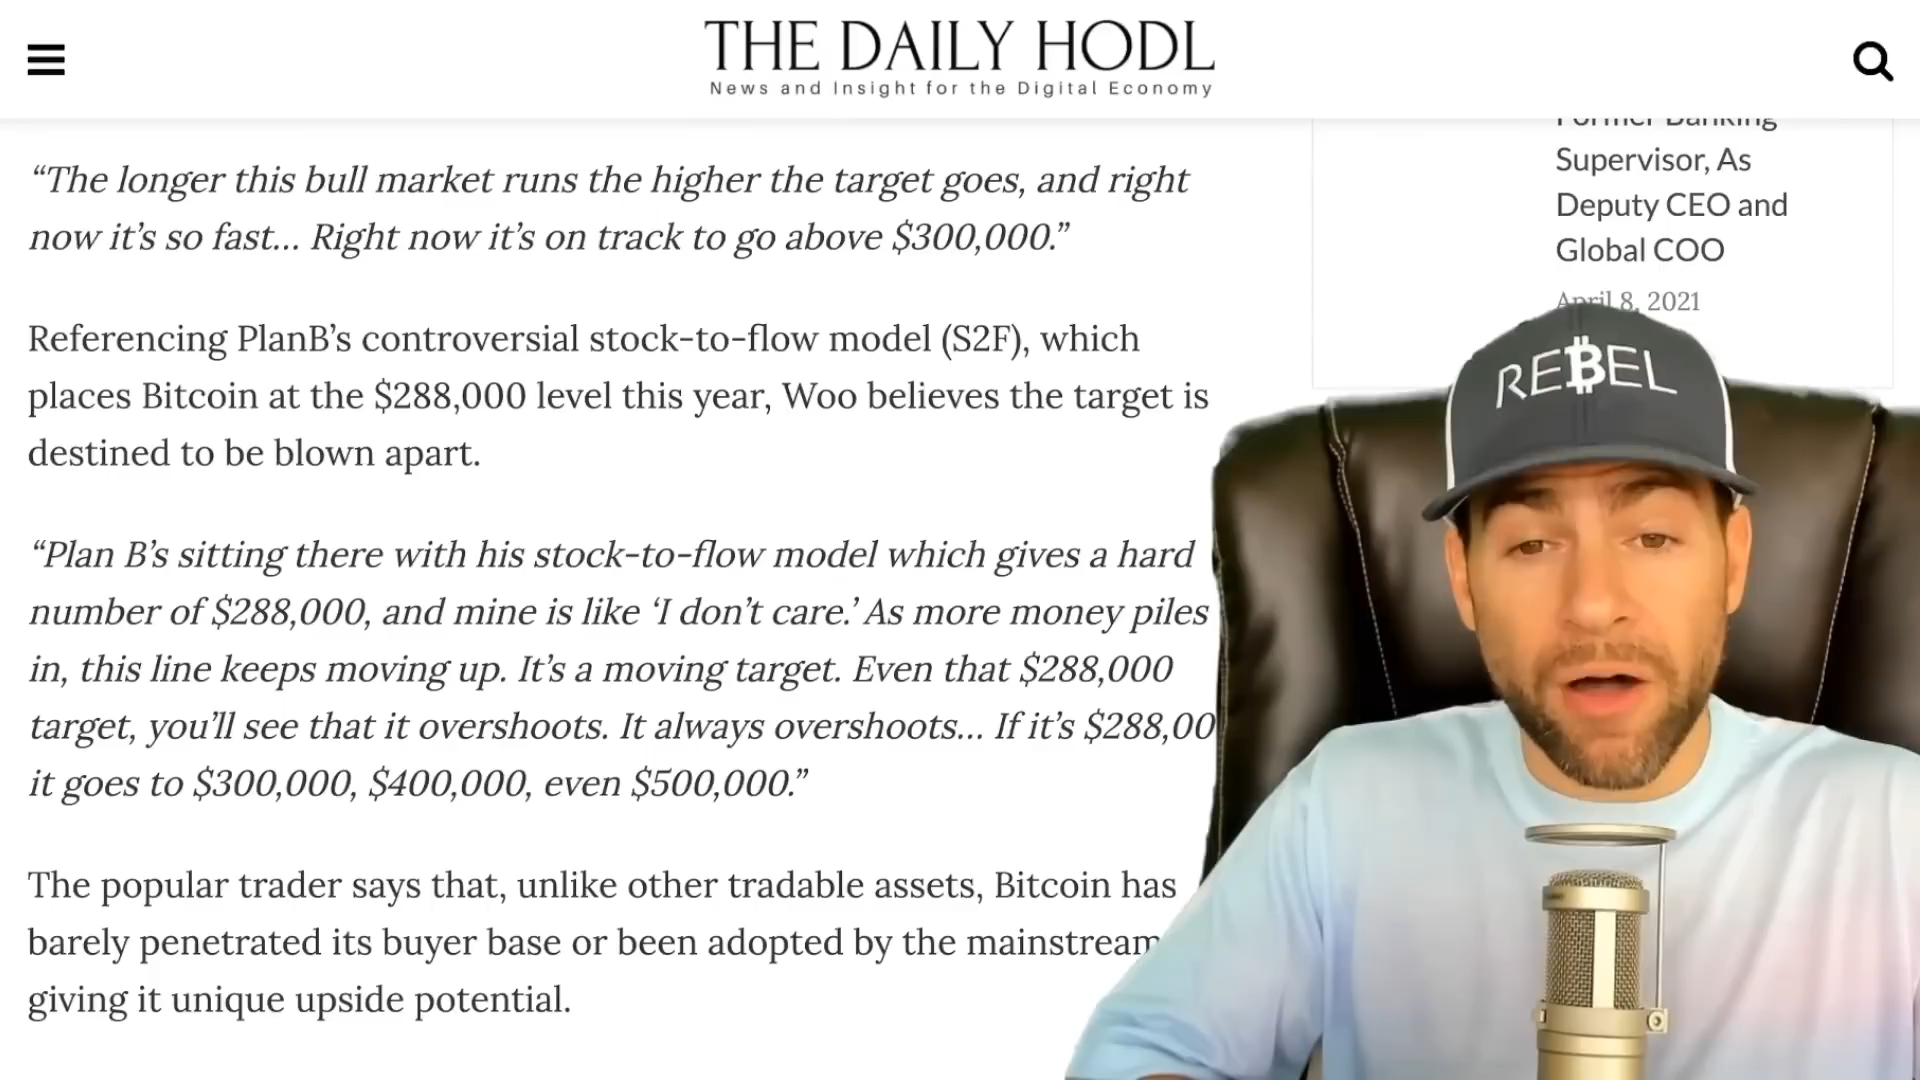 THE DAILY HODL
News and Insight for the Digital Economy
“The longer this bull market runs the higher the target goes, and right
now it’s so fast… Right now it’s on track to go above $300,000.”
Referencing PlanB’s controversial stock-to-flow model (S2F), which
places Bitcoin at the $288,000 level this year, Woo believes the target is
destined to be blown apart.
“Plan B’s sitting there with his stock-to-flow model which gives a hard
number of $288,000, and mine is like ‘I don’t care.’ As more money piles
in, this line keeps moving up. It’s a moving target. Even that $288,000
target, you’ll see that it overshoots. It always overshoots… If it’s $288,00
it goes to $300,000, $400,000, even $500,000.”
The popular trader says that, unlike other tradable assets, Bitcoin has
barely penetrated its buyer base or been adopted by the mainstream
giving it unique upside potential.
Former Banking
Supervisor, As
Deputy CEO and
Global COO
April 8, 2021
RE₿EL